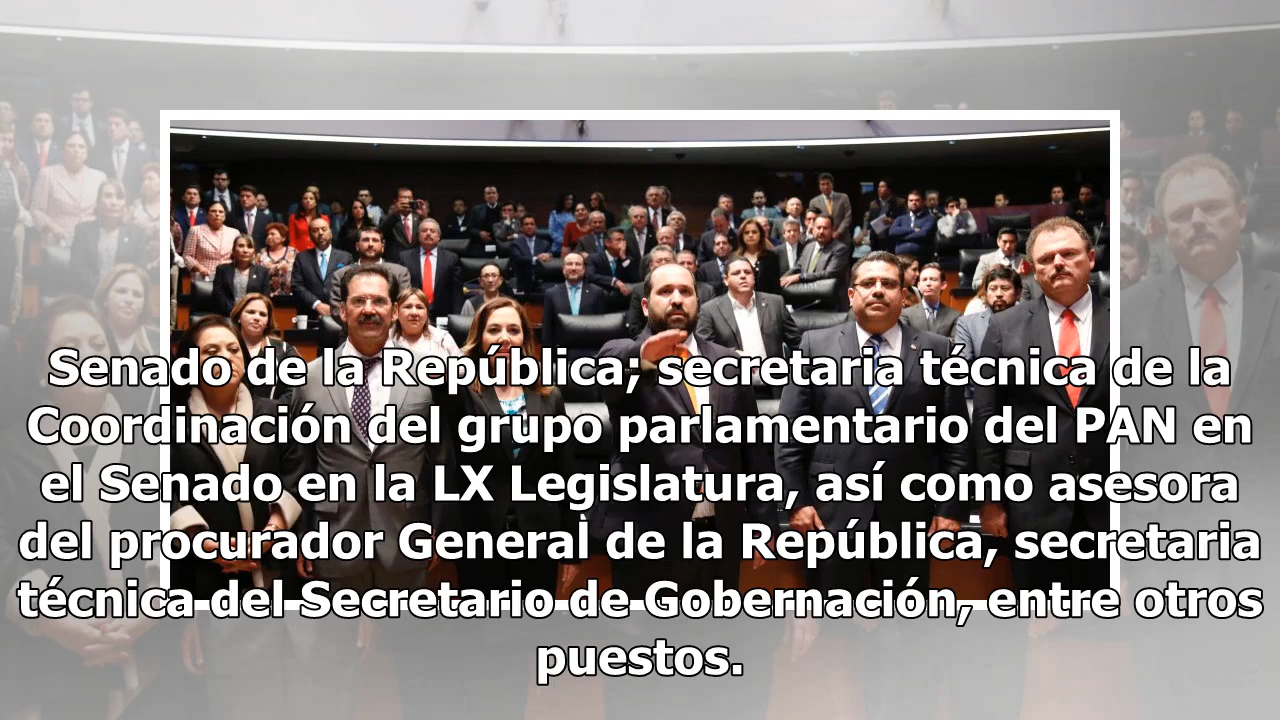 Senado de la República; secretaria técnica de la
Coordinación del grupo parlamentario del PAN en
el Senado en la LX Legislatura, así como asesora
del procurador General de la República, secretaria
técnica del Secretario de Gobernación, entre otros
puestos.